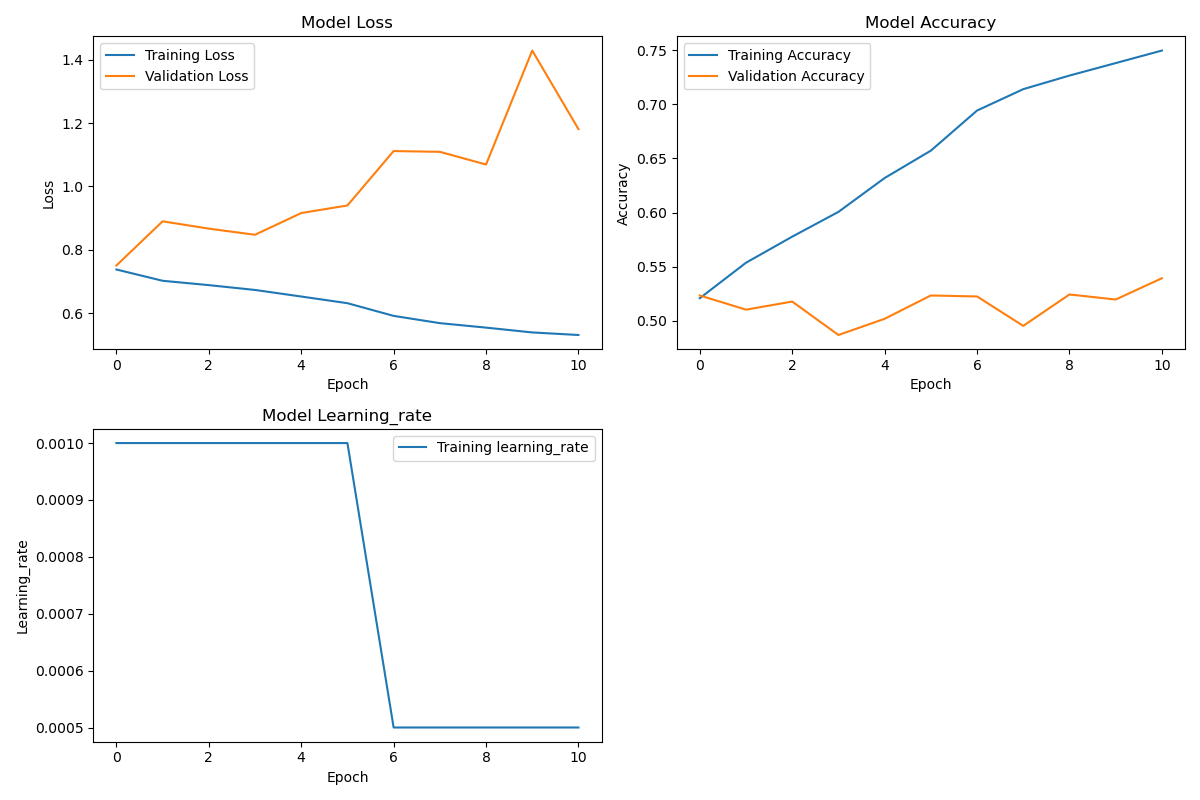 Model Loss
Training Loss
Validation Loss
1.4
1.2
1.0
0.8
0.6
Loss
0 2 4 6 8 10
Epoch
Model Accuracy
Training Accuracy
Validation Accuracy
0.75
0.70
0.65
0.60
0.55
0.50
Accuracy
0 2 4 6 8 10
Epoch
Model Learning_rate
Training learning_rate
0.0010
0.0009
0.0008
0.0007
0.0006
0.0005
Learning_rate
0 2 4 6 8 10
Epoch